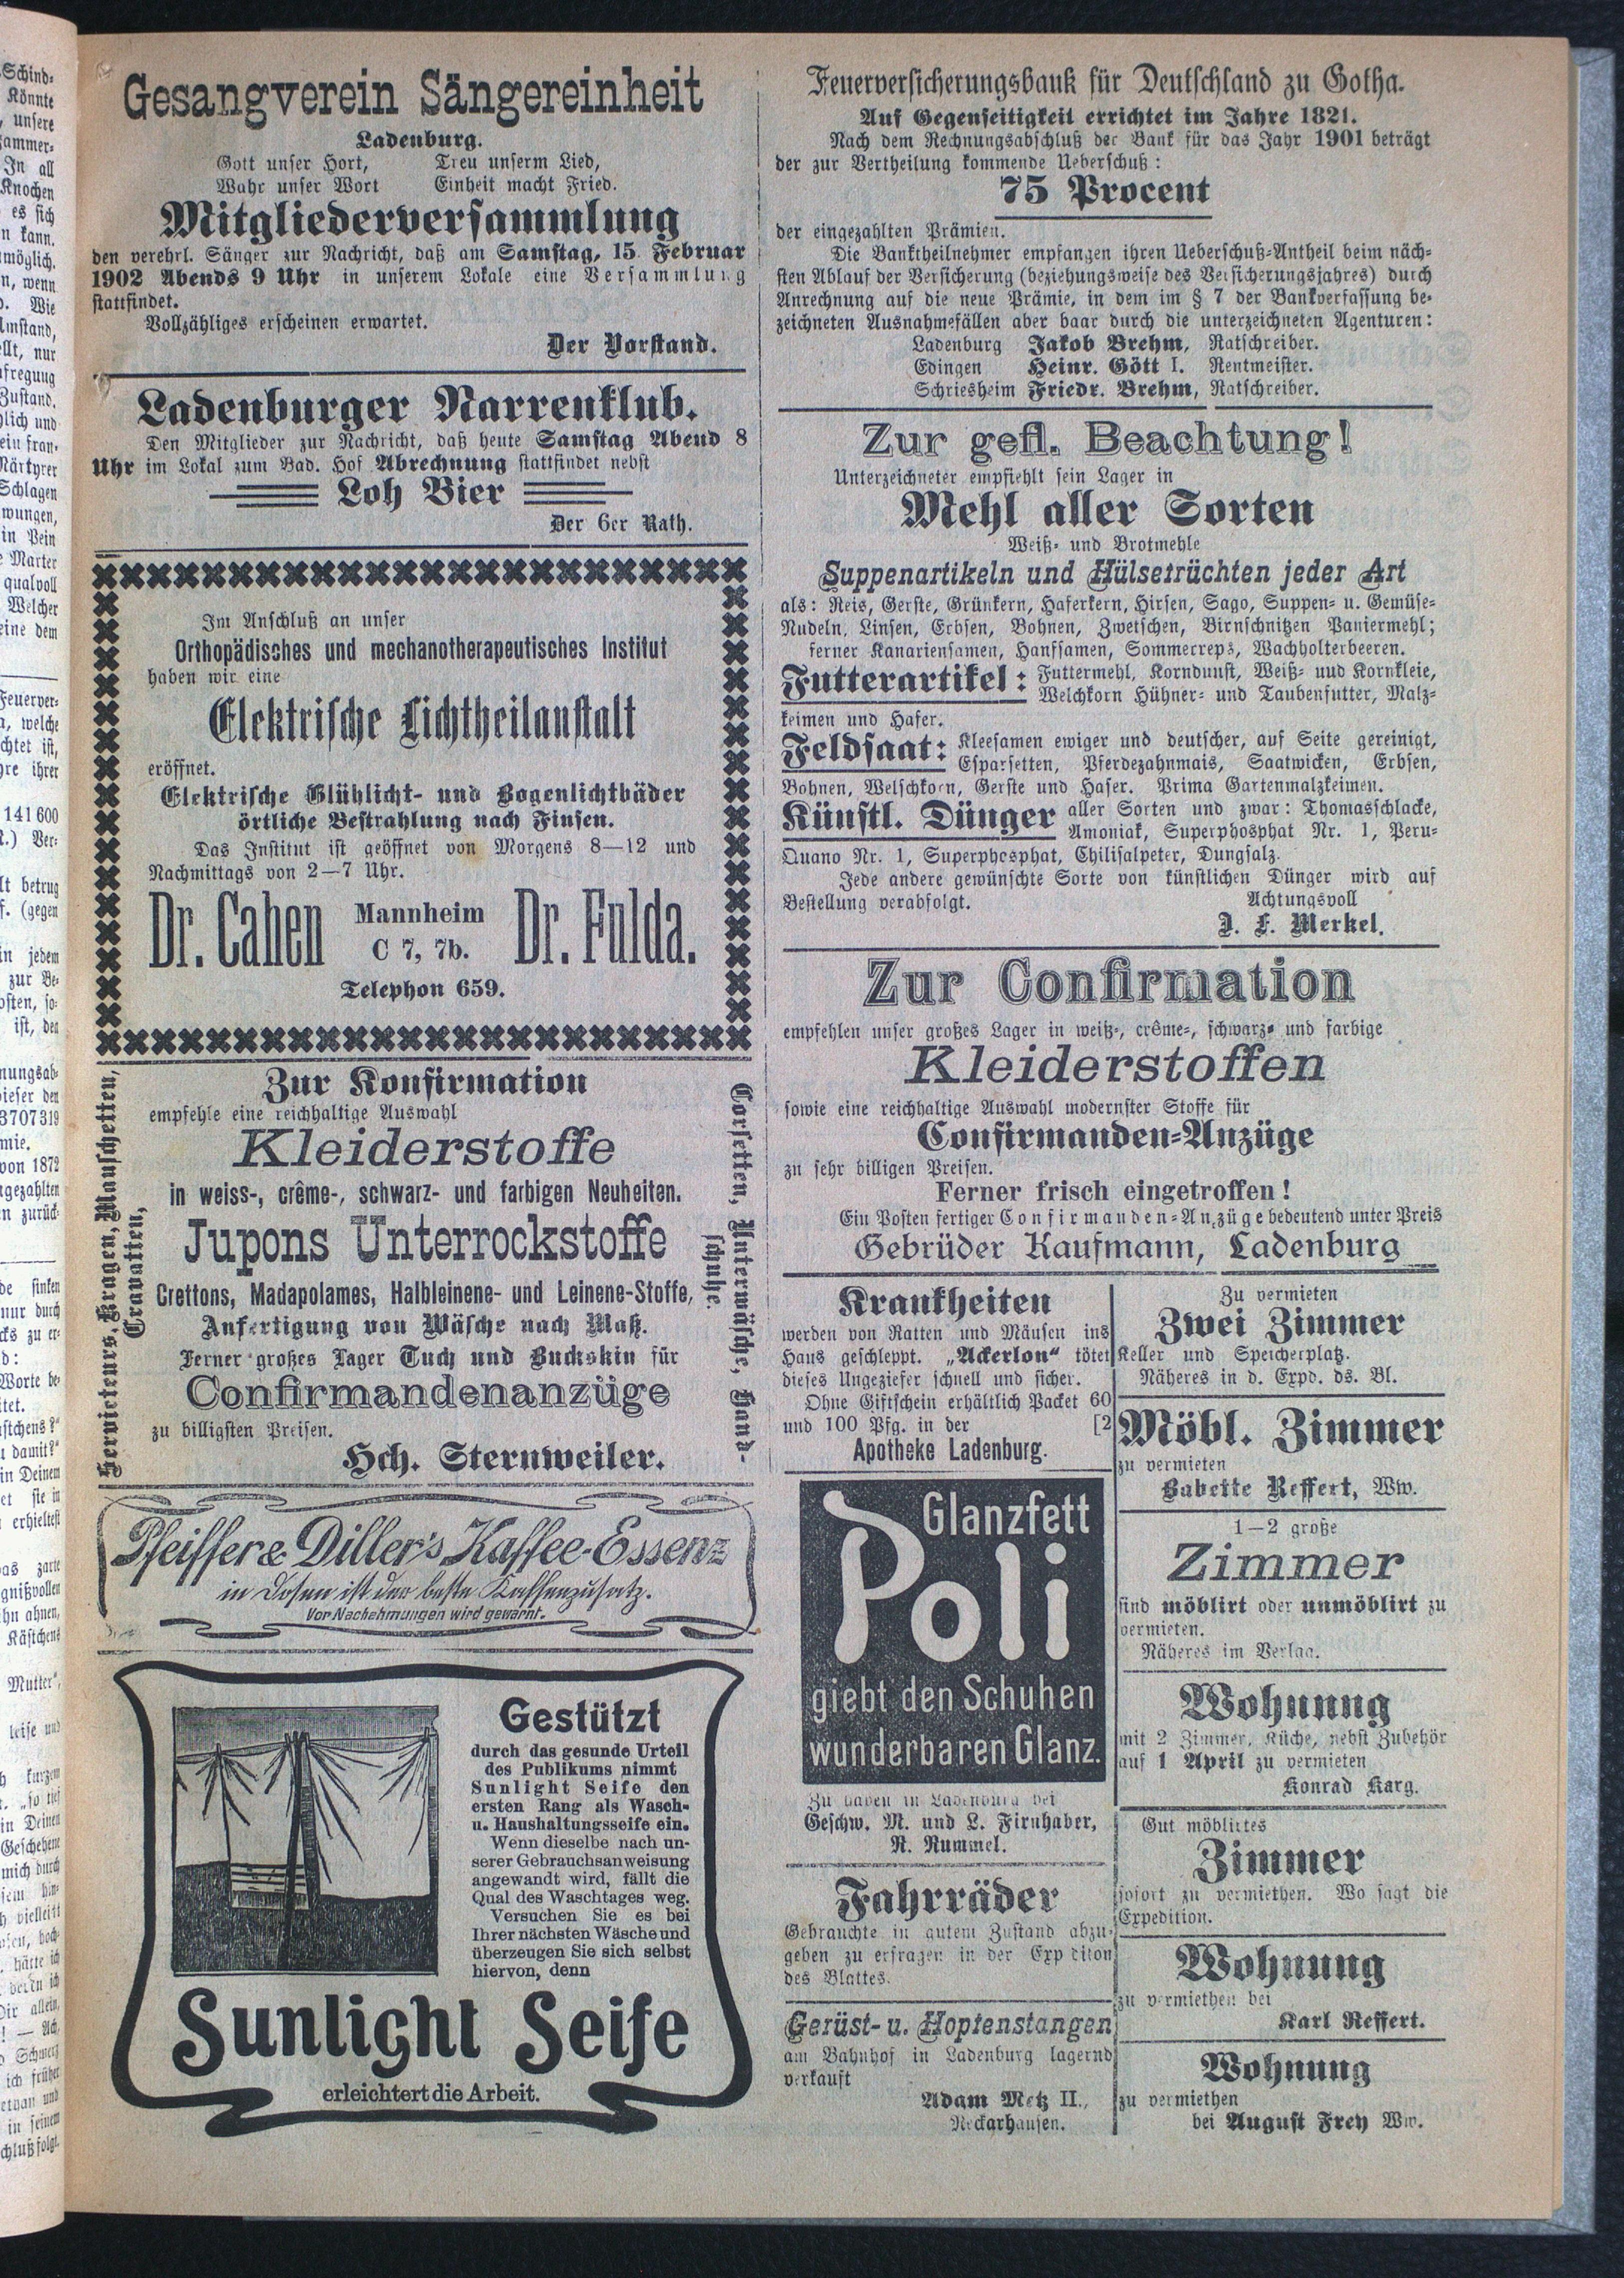 Gesangverein Sängereinheit
Ladenburg.
Gott unser Hort, Treu unserm Lied,
Wahr unser Wort Einheit macht Fried.
Mitgliederversammlung
den verehrl. Sänger zur Nachricht, daß am Samstag, 15. Februar
1902 Abends 9 Uhr in unserem Lokale eine Versammlung
stattfindet.
Vollzähliges erscheinen erwartet.
Der Vorstand.
Ladenburger Narrenklub.
Den Mitglieder zur Nachricht, daß heute Samstag Abend 8
Uhr im Lokal zum Bad. Hof Abrechnung stattfindet nebst
Loh Bier
Der 6er Rath.
Im Anschluß an unser
Orthopädisches und mechanotherapeutisches Institut
haben wir eine
Elektrische Lichtheilanstalt
eröffnet.
Elektrische Glühlicht- und Bogenlichtbäder
örtliche Bestrahlung nach Finsen.
Das Institut ist geöffnet von Morgens 8—12 und
Nachmittags von 2—7 Uhr.
Dr. Cahen Mannheim Dr. Fulda.
C 7, 7b.
Telephon 659.
Servieteurs, Kragen, Manschetten,
Cravatten,
Zur Konfirmation
empfehle eine reichhaltige Auswahl
Kleiderstoffe
in weiss-, crême-, schwarz- und farbigen Neuheiten.
Jupons Unterrockstoffe
Crettons, Madapolames, Halbleinene- und Leinene-Stoffe,
Anfertigung von Wäsche nach Maß.
Ferner großes Lager Tuch und Buckskin für
Confirmandenanzüge
zu billigsten Preisen.
Hch. Sternweiler.
Corsetten, Unterwäsche, Hand-
schuhe.
Pfeiffer & Diller's Kaffee-Essenz
in Dosen ist der beste Kaffeezusatz.
Vor Nachahmungen wird gewarnt.
Gestützt
durch das gesunde Urteil
des Publikums nimmt
Sunlight Seife den
ersten Rang als Wasch-
u. Haushaltungsseife ein.
Wenn dieselbe nach un-
serer Gebrauchsanweisung
angewandt wird, fällt die
Qual des Waschtages weg.
Versuchen Sie es bei
Ihrer nächsten Wäsche und
überzeugen Sie sich selbst
hiervon, denn
Sunlight Seife
erleichtert die Arbeit.
Feuerversicherungsbank für Deutschland zu Gotha.
Auf Gegenseitigkeit errichtet im Jahre 1821.
Nach dem Rechnungsabschluß der Bank für das Jahr 1901 beträgt
der zur Vertheilung kommende Ueberschuß:
75 Procent
der eingezahlten Prämien.
Die Banktheilnehmer empfangen ihren Ueberschuß-Antheil beim näch-
sten Ablauf der Versicherung (beziehungsweise des Versicherungsjahres) durch
Anrechnung auf die neue Prämie, in dem im § 7 der Bankverfassung be-
zeichneten Ausnahmefällen aber baar durch die unterzeichneten Agenturen:
Ladenburg Jakob Brehm, Ratschreiber.
Edingen Heinr. Gött I. Rentmeister.
Schriesheim Friedr. Brehm, Ratschreiber.
Zur gefl. Beachtung!
Unterzeichneter empfiehlt sein Lager in
Mehl aller Sorten
Weiß- und Brotmehle
Suppenartikeln und Hülsetrüchten jeder Art
als: Reis, Gerste, Grünkern, Haferkern, Hirsen, Sago, Suppen- u. Gemüse-
Nudeln, Linsen, Erbsen, Bohnen, Zwetschen, Birnschnitzen Paniermehl;
ferner Kanariensamen, Hanfsamen, Sommerreps, Wachholterbeeren.
Futterartikel: Futtermehl, Korndunst, Weiß- und Kornkleie,
Welchkorn Hühner- und Taubenfutter, Malz-
keimen und Hafer.
Feldsaat: Kleesamen ewiger und deutscher, auf Seite gereinigt,
Esparsetten, Pferdezahnmais, Saatwicken, Erbsen,
Bohnen, Welschkorn, Gerste und Hafer. Prima Gartenmalzkeimen.
Künstl. Dünger aller Sorten und zwar: Thomasschlacke,
Amoniak, Superphosphat Nr. 1, Peru-
Quano Nr. 1, Superphosphat, Chilisalpeter, Dungsalz.
Jede andere gewünschte Sorte von künstlichen Dünger wird auf
Bestellung verabfolgt. Achtungsvoll
J. F. Merkel.
Zur Confirmation
empfehlen unser großes Lager in weiß-, crême-, schwarz- und farbige
Kleiderstoffen
sowie eine reichhaltige Auswahl modernster Stoffe für
Confirmanden-Anzüge
zu sehr billigen Preisen.
Ferner frisch eingetroffen!
Ein Posten fertiger Confirmanden-Anzüge bedeutend unter Preis
Gebrüder Kaufmann, Ladenburg
Krankheiten
werden von Ratten und Mäusen ins
Haus geschleppt. „Ackerlon“ tötet
dieses Ungeziefer schnell und sicher.
Ohne Giftschein erhältlich Packet 60
und 100 Pfg. in der [2
Apotheke Ladenburg.
Glanzfett
Poli
giebt den Schuhen
wunderbaren Glanz.
Zu haben in Ladenburg bei
Geschw. M. und L. Firnhaber,
N. Rummel.
Fahrräder
Gebrauchte in gutem Zustand abzu-
geben zu erfragen in der Exp dition
des Blattes.
Gerüst- u. Hopfenstangen
am Bahnhof in Ladenburg lagernd
verkauft
Adam Metz II.,
Neckarhausen.
Zu vermieten
Zwei Zimmer
Keller und Speicherplatz.
Näheres in d. Expd. ds. Bl.
Möbl. Zimmer
zu vermieten
Babette Reffert, Ww.
1—2 große
Zimmer
sind möblirt oder unmöblirt zu
vermieten.
Näheres im Verlag.
Wohnung
mit 2 Zimmer, Küche, nebst Zubehör
auf 1 April zu vermieten
Konrad Karg.
Gut möblirtes
Zimmer
sofort zu vermiethen. Wo sagt die
Expedition.
Wohnung
zu vermiethen bei
Karl Reffert.
Wohnung
zu vermiethen
bei August Frey Ww.